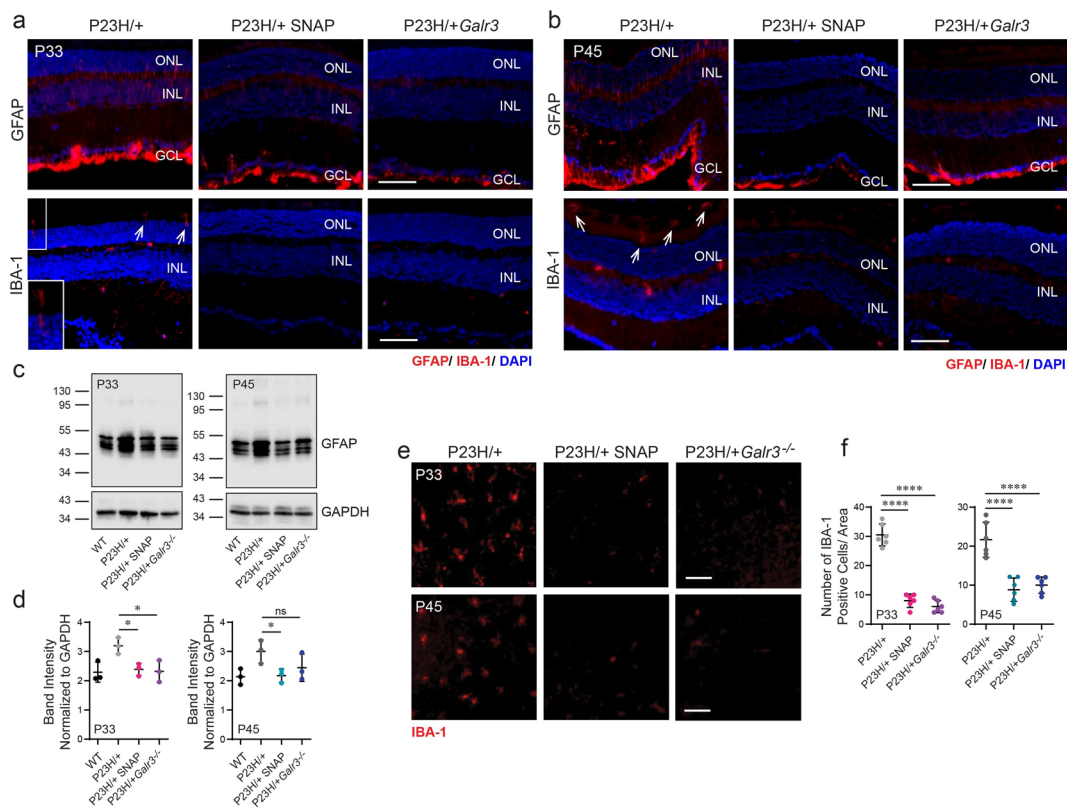 a
P23H/+
P23H/+ SNAP
P23H/+Galr3
P33
GFAP
ONL
INL
GCL
ONL
INL
GCL
ONL
INL
GCL
IBA-1
ONL
INL
ONL
INL
ONL
INL
GFAP/ IBA-1/ DAPI
b
P23H/+
P23H/+ SNAP
P23H/+Galr3
P45
GFAP
ONL
INL
GCL
ONL
INL
GCL
ONL
INL
GCL
IBA-1
ONL
INL
ONL
INL
ONL
INL
GFAP/ IBA-1/ DAPI
c
P33
130
95
55
43
34
43
34
WT
P23H/+
P23H/+ SNAP
P23H/+Galr3-/-
P45
130
95
55
43
34
43
34
GFAP
GAPDH
WT
P23H/+
P23H/+ SNAP
P23H/+Galr3-/-
d
Band Intensity
Normalized to GAPDH
4
3
2
1
0
*
*
P33
WT
P23H/+
P23H/+ SNAP
P23H/+Galr3-/-
Band Intensity
Normalized to GAPDH
4
3
2
1
0
ns
*
P45
WT
P23H/+
P23H/+ SNAP
P23H/+Galr3-/-
e
P23H/+
P23H/+ SNAP
P23H/+Galr3-/-
P33
P45
IBA-1
f
Number of IBA-1
Positive Cells/ Area
40
30
20
10
0
****
****
P33
P23H/+
P23H/+ SNAP
P23H/+Galr3-/-
30
20
10
0
****
****
P45
P23H/+
P23H/+ SNAP
P23H/+Galr3-/-